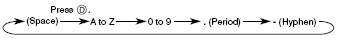 Press Ⓓ.
(Space) A to Z 0 to 9 . (Period) - (Hyphen)